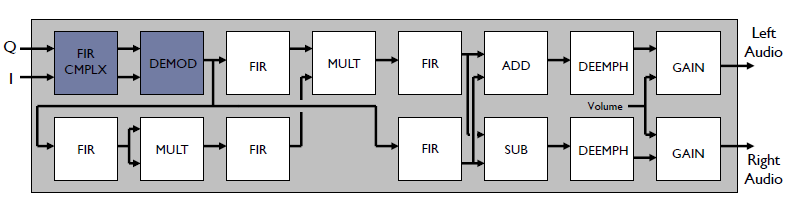 Q
I
FIR
CMPLX
DEMOD
FIR
MULT
FIR
ADD
DEEMPH
GAIN
Left
Audio
Volume
FIR
MULT
FIR
FIR
SUB
DEEMPH
GAIN
Right
Audio